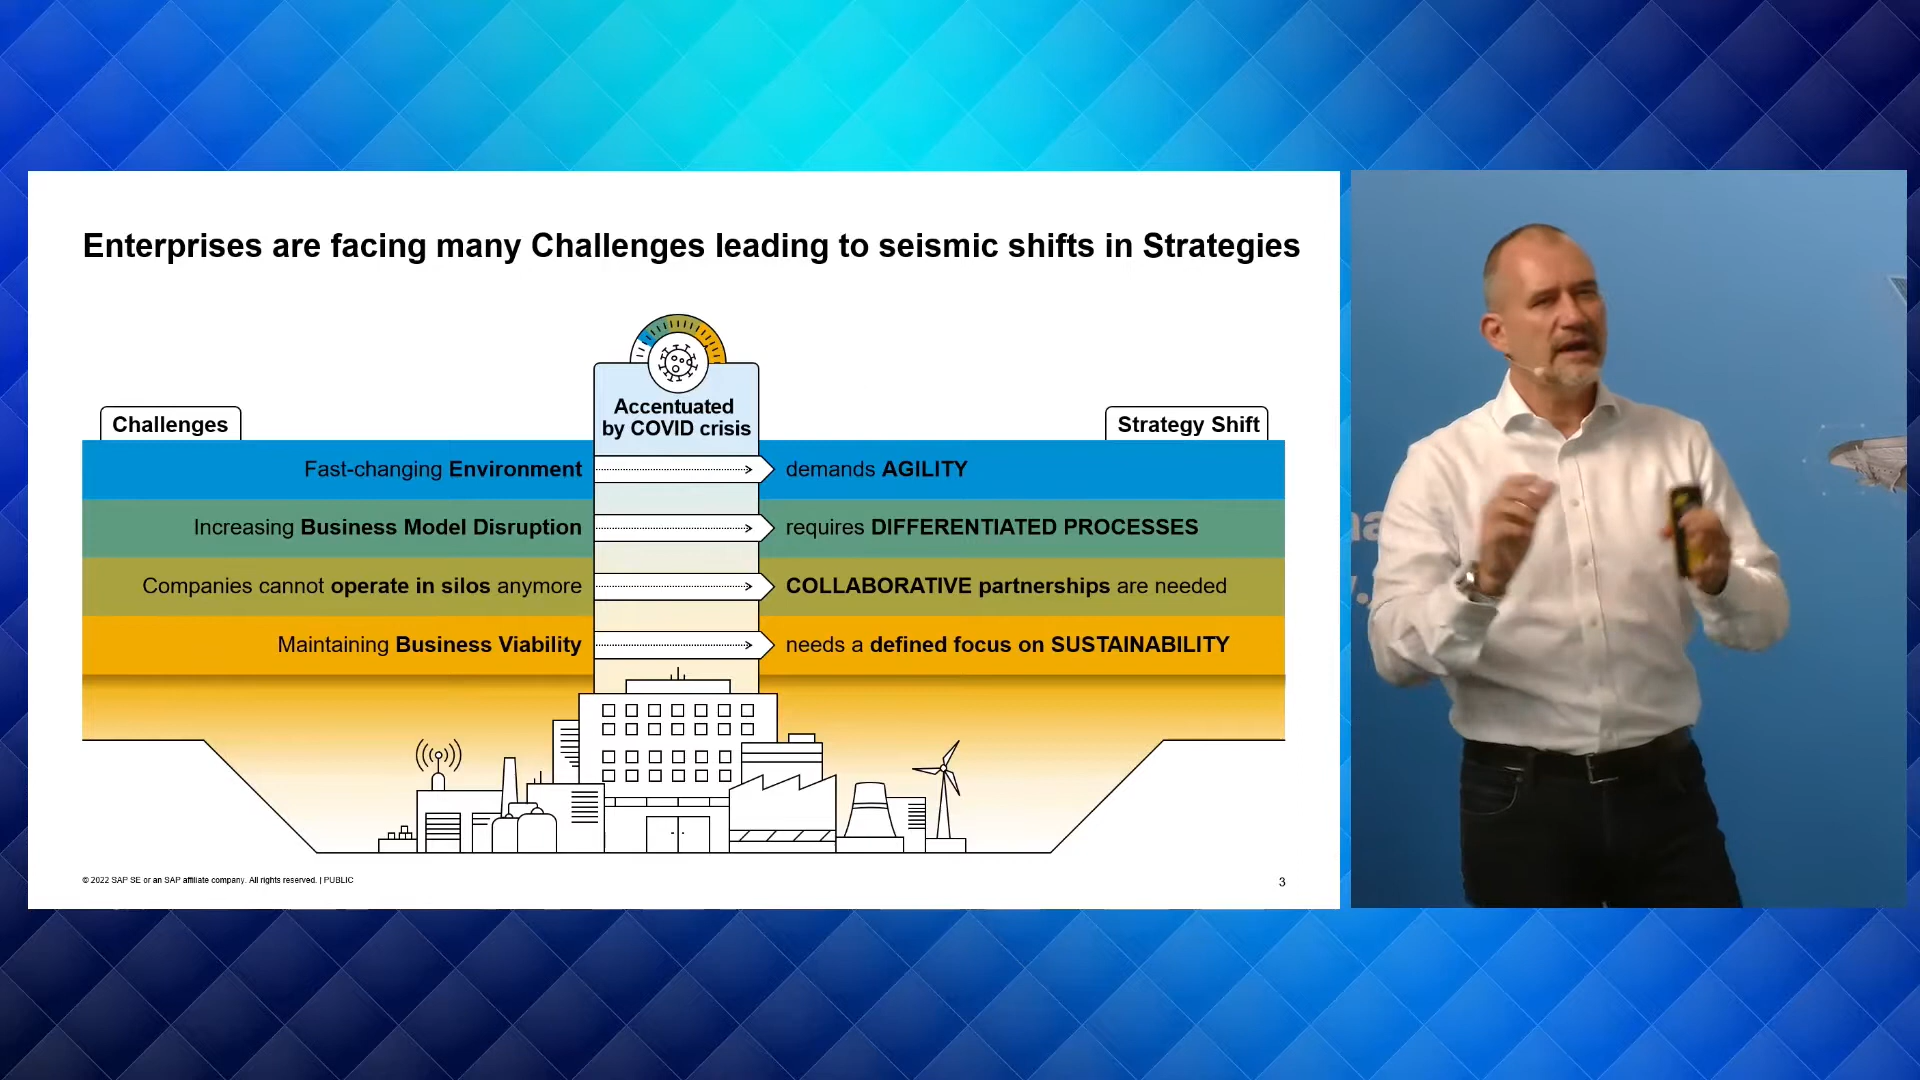 Enterprises are facing many Challenges leading to seismic shifts in Strategies
Accentuated
by COVID crisis
Challenges
Strategy Shift
Fast-changing Environment
demands AGILITY
Increasing Business Model Disruption
requires DIFFERENTIATED PROCESSES
Companies cannot operate in silos anymore
COLLABORATIVE partnerships are needed
Maintaining Business Viability
needs a defined focus on SUSTAINABILITY
© 2022 SAP SE or an SAP affiliate company. All rights reserved. | PUBLIC
3